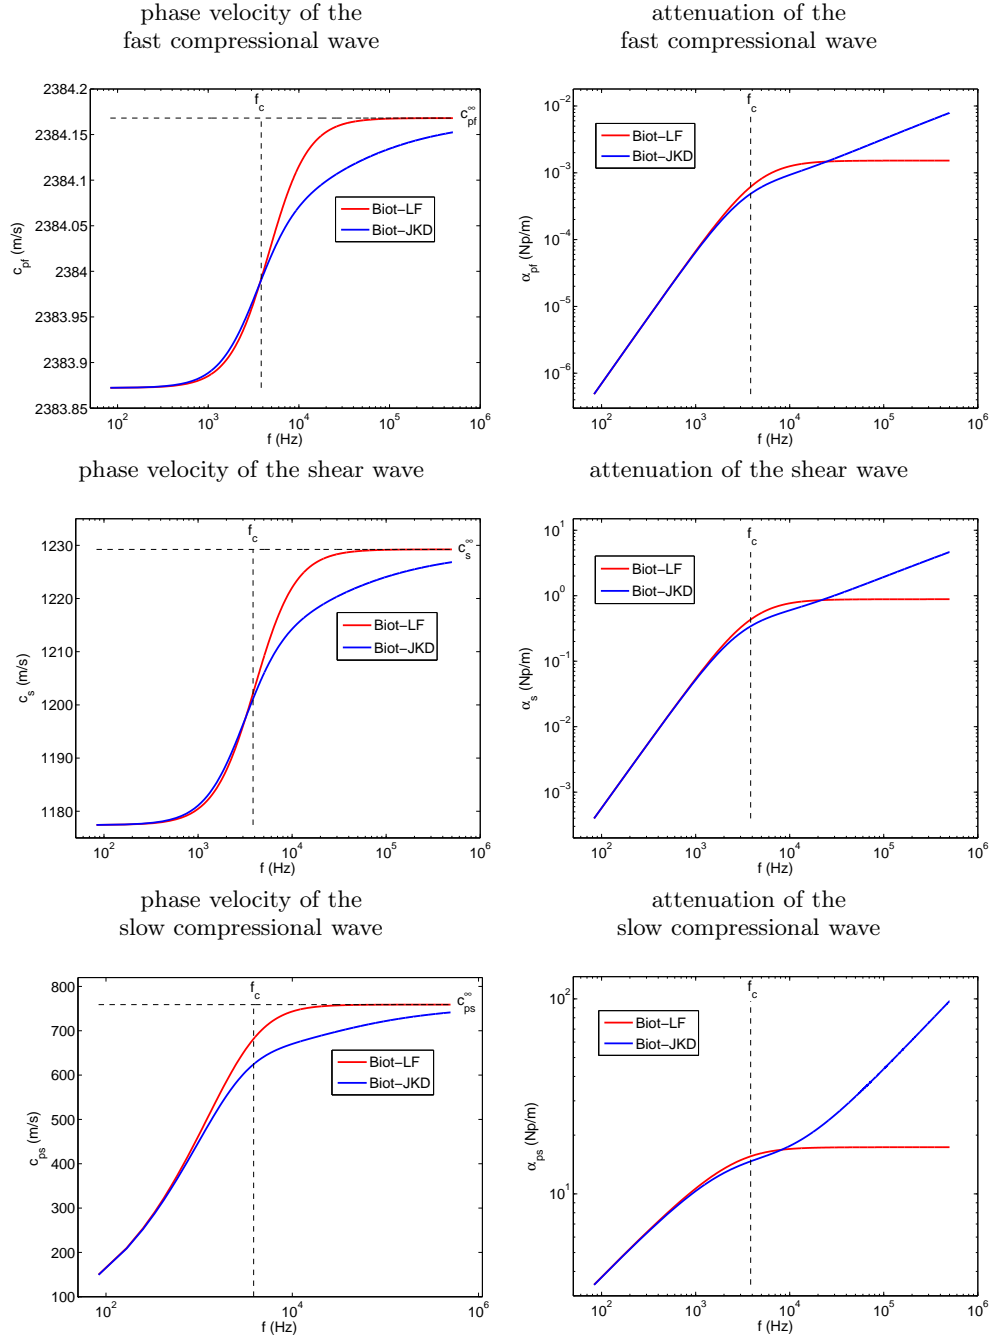 phase velocity of the
fast compressional wave
attenuation of the
fast compressional wave
2384.2
2384.15
2384.1
2384.05
2384
2383.95
2383.9
2383.85
c_pf (m/s)
f_c
c_pf^∞
Biot-LF
Biot-JKD
10^2
10^3
10^4
10^5
10^6
f (Hz)
10^-2
10^-3
10^-4
10^-5
10^-6
α_pf (Np/m)
f_c
Biot-LF
Biot-JKD
10^2
10^3
10^4
10^5
10^6
f (Hz)
phase velocity of the shear wave
attenuation of the shear wave
1230
1220
1210
1200
1190
1180
c_s (m/s)
f_c
c_s^∞
Biot-LF
Biot-JKD
10^2
10^3
10^4
10^5
10^6
f (Hz)
10^1
10^0
10^-1
10^-2
10^-3
α_s (Np/m)
f_c
Biot-LF
Biot-JKD
10^2
10^3
10^4
10^5
10^6
f (Hz)
phase velocity of the
slow compressional wave
attenuation of the
slow compressional wave
800
700
600
500
400
300
200
100
c_ps (m/s)
f_c
c_ps^∞
Biot-LF
Biot-JKD
10^2
10^4
10^6
f (Hz)
10^2
10^1
α_ps (Np/m)
f_c
Biot-LF
Biot-JKD
10^2
10^3
10^4
10^5
10^6
f (Hz)